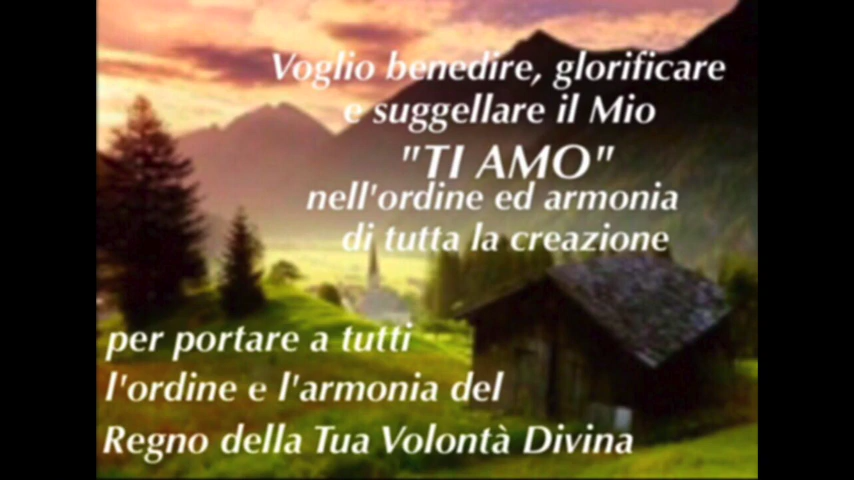 Voglio benedire, glorificare
e suggellare il Mio
"TI AMO"
nell'ordine ed armonia
di tutta la creazione
per portare a tutti
l'ordine e l'armonia del
Regno della Tua Volontà Divina